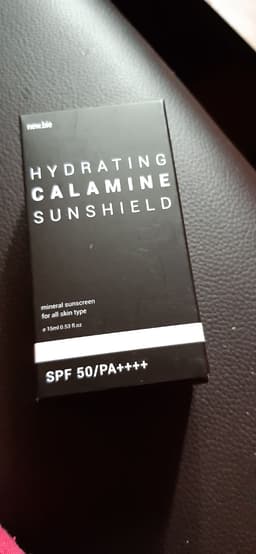 new.bie
HYDRATING
CALAMINE
SUNSHIELD
mineral sunscreen
for all skin type
e 15ml 0.53 fl.oz
SPF 50/PA++++